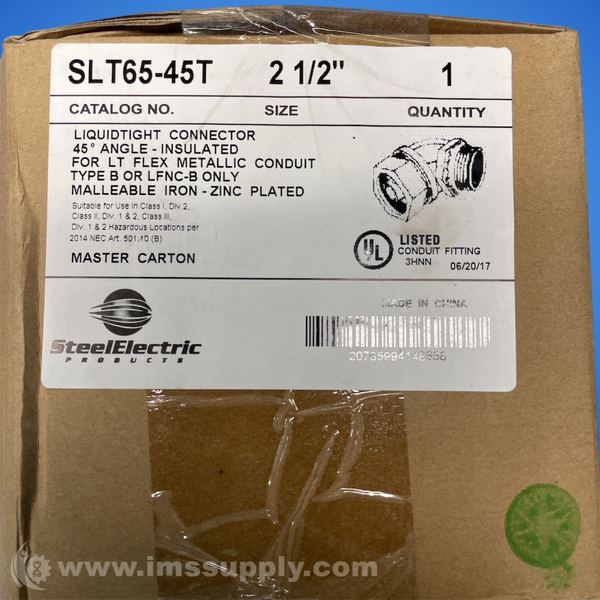 SLT65-45T 2 1/2" 1
CATALOG NO. SIZE QUANTITY
LIQUIDTIGHT CONNECTOR
45° ANGLE - INSULATED
FOR LT FLEX METALLIC CONDUIT
TYPE B OR LFNC-B ONLY
MALLEABLE IRON - ZINC PLATED
Suitable for Use in Class I, Div. 2,
Class II, Div. 1 & 2, Class III,
Div. 1 & 2 Hazardous Locations per
2014 NEC Art. 501.10 (B)
MASTER CARTON
UL LISTED
CONDUIT FITTING
3HNN 06/20/17
MADE IN CHINA
SteelElectric
PRODUCTS
www.imssupply.com